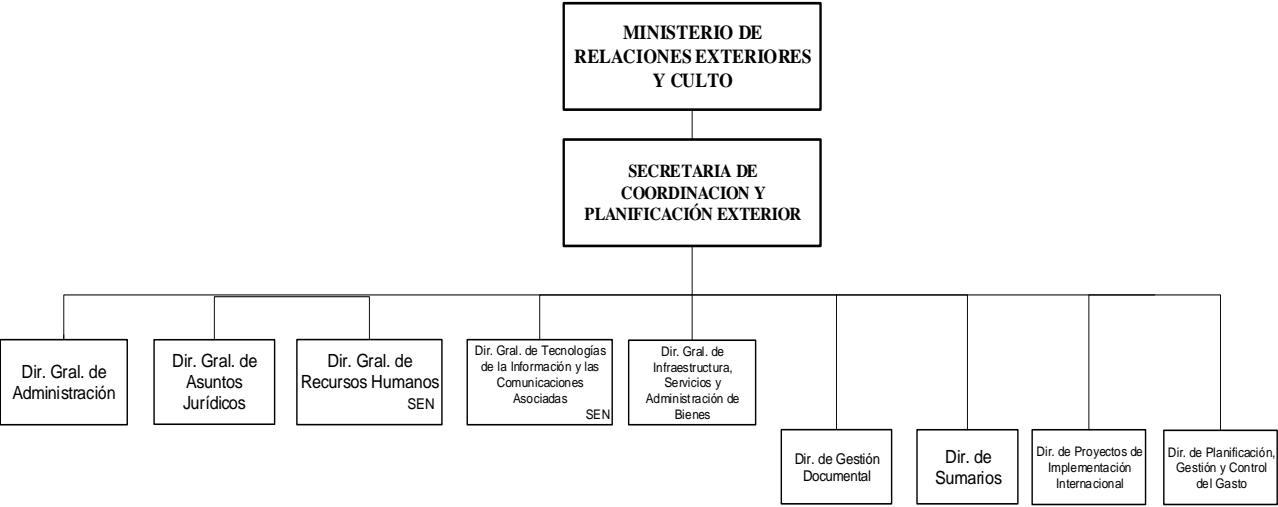 MINISTERIO DE
RELACIONES EXTERIORES
Y CULTO
SECRETARIA DE
COORDINACION Y
PLANIFICACIÓN EXTERIOR
Dir. Gral. de
Administración
Dir. Gral. de
Asuntos
Jurídicos
Dir. Gral. de
Recursos Humanos
SEN
Dir. Gral. de Tecnologías
de la Información y las
Comunicaciones
Asociadas
SEN
Dir. Gral. de
Infraestructura,
Servicios y
Administración de
Bienes
Dir. de Gestión
Documental
Dir. de
Sumarios
Dir. de Proyectos de
Implementación
Internacional
Dir. de Planificación,
Gestión y Control
del Gasto